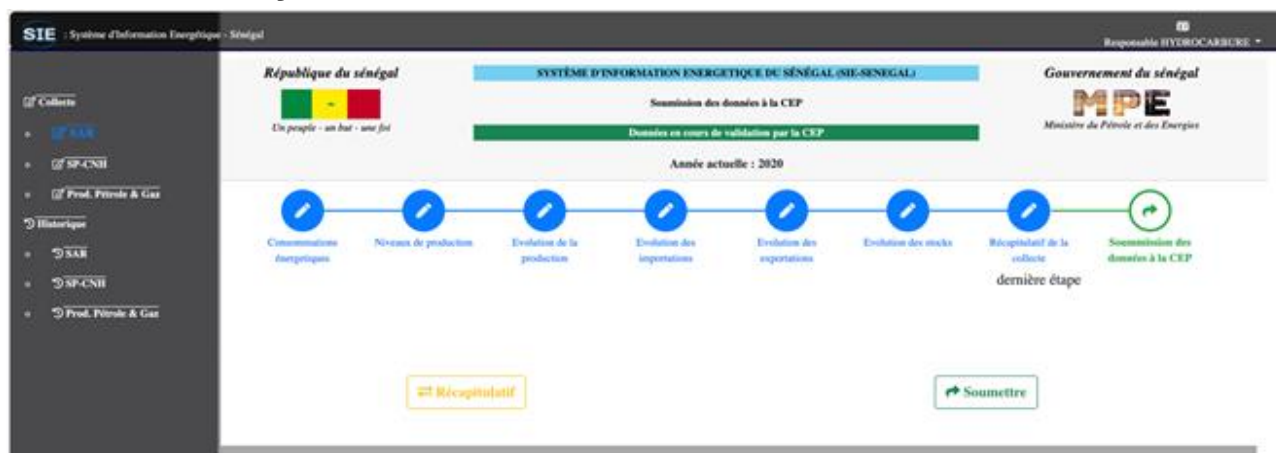 SIE : Système d'Information Energétique - Sénégal
Responsable HYDROCARBURE
Collecte
SAR
SP-CNH
Prod. Pétrole & Gaz
Historique
SAR
SP-CNH
Prod. Pétrole & Gaz
République du sénégal
Un peuple - un but - une foi
SYSTÈME D'INFORMATION ENERGETIQUE DU SÉNÉGAL (SIE-SENEGAL)
Soumission des données à la CEP
Données en cours de validation par la CEP
Année actuelle : 2020
Gouvernement du sénégal
MPE
Ministère du Pétrole et des Energies
Consommations énergetiques
Niveaux de production
Evolution de la production
Evolution des importations
Evolution des exportations
Evolution des stocks
Récapitulatif de la collecte
dernière étape
Soummission des données à la CEP
Récapitulatif
Soumettre